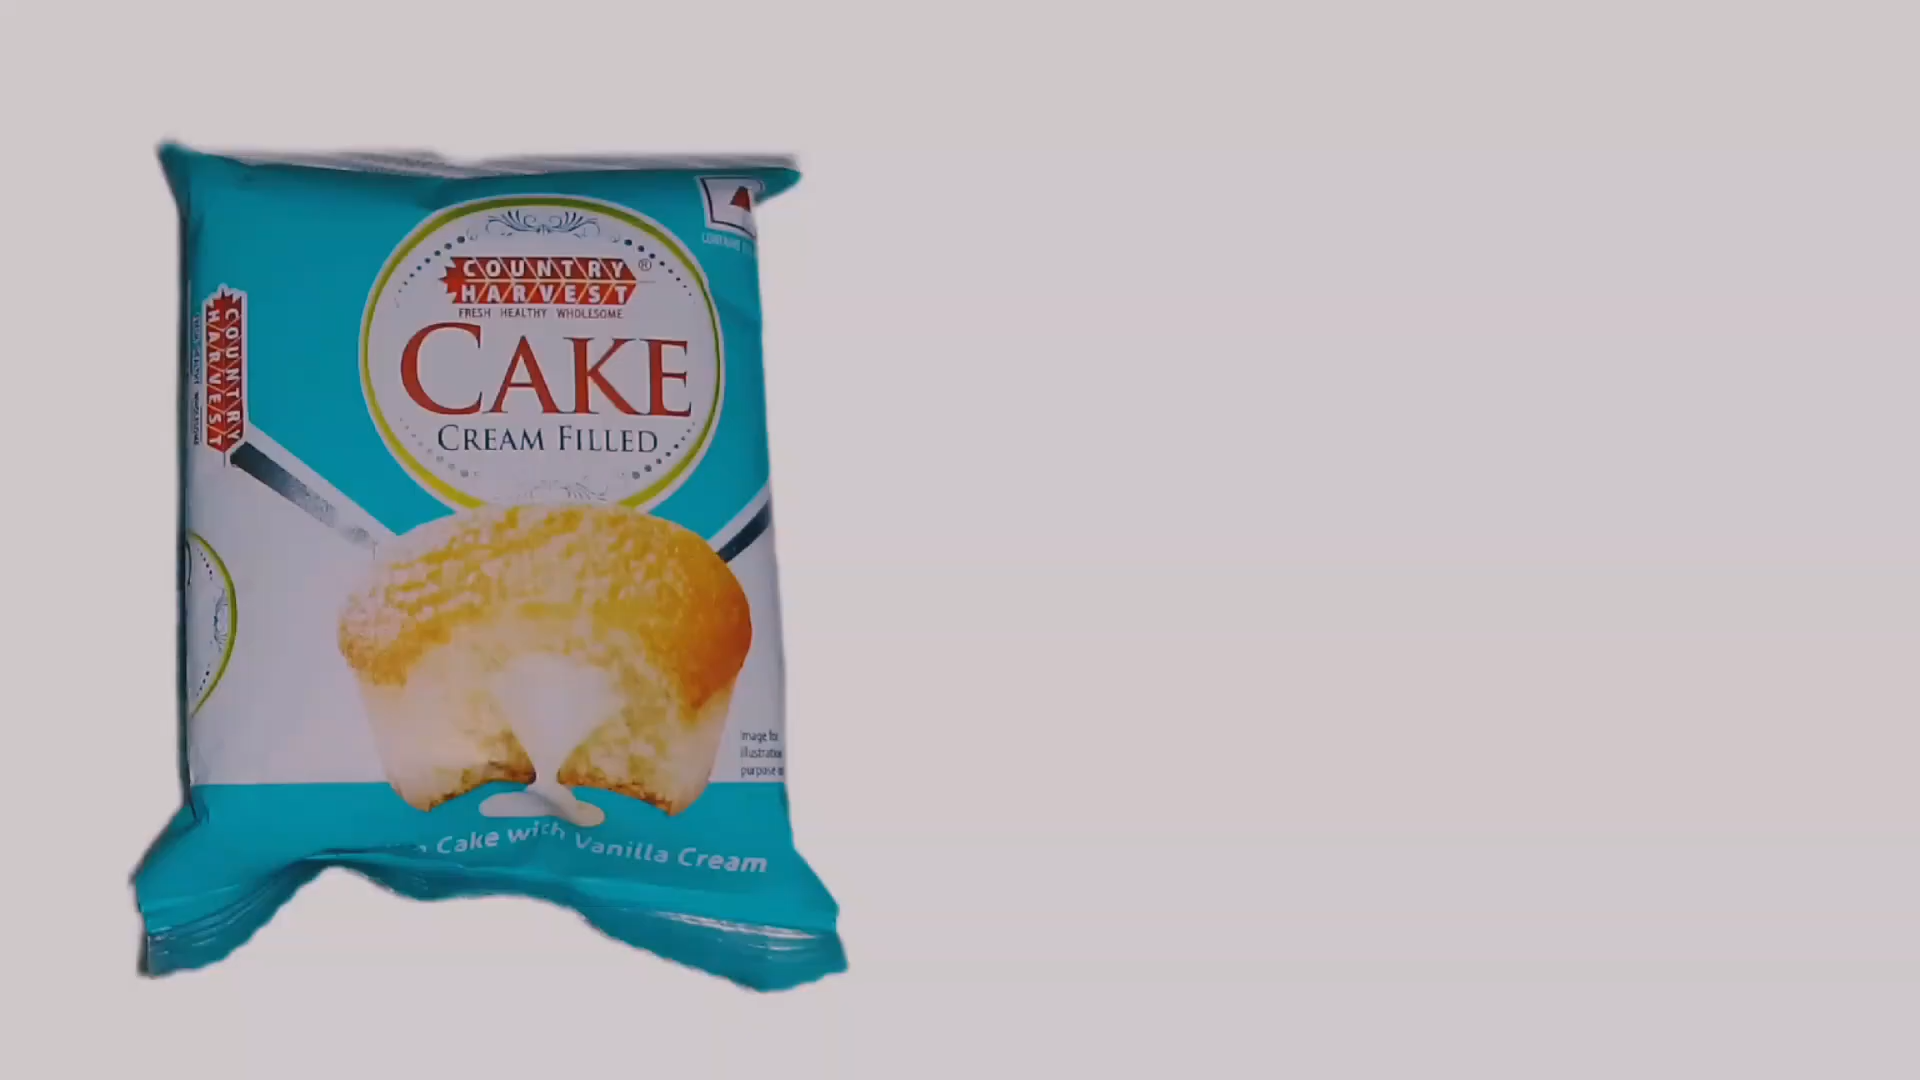 COUNTRY
HARVEST
®
FRESH HEALTHY WHOLESOME
CAKE
CREAM FILLED
COUNTRY
HARVEST
Image for
illustration
purpose
Cake with Vanilla Cream